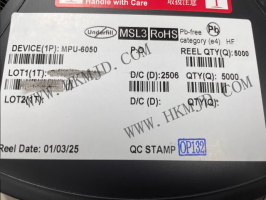 Handle with Care
Underfill MSL3 RoHS Pb-free
category (e4) HF
DEVICE(1P): MPU-6050
P/O
REEL QTY(Q):5000
LOT1(1T):
D/C (D): 2506
QTY(Q): 5000
LOT2(1T):
D/C(D):
QTY(Q):
WWW.HKMJD.COM
Reel Date: 01/03/25
QC STAMP OP132